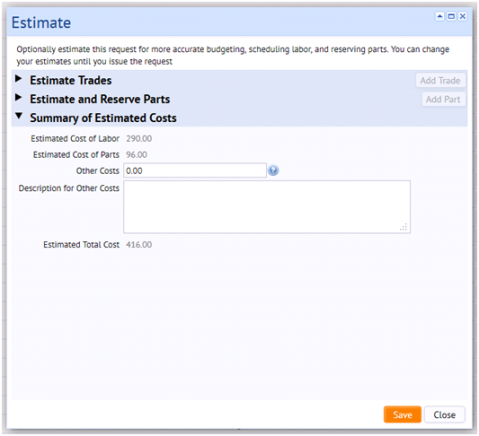 Estimate
Optionally estimate this request for more accurate budgeting, scheduling labor, and reserving parts. You can change
your estimates until you issue the request
Estimate Trades Add Trade
Estimate and Reserve Parts Add Part
Summary of Estimated Costs
Estimated Cost of Labor 290.00
Estimated Cost of Parts 96.00
Other Costs 0.00
Description for Other Costs
Estimated Total Cost 416.00
Save Close